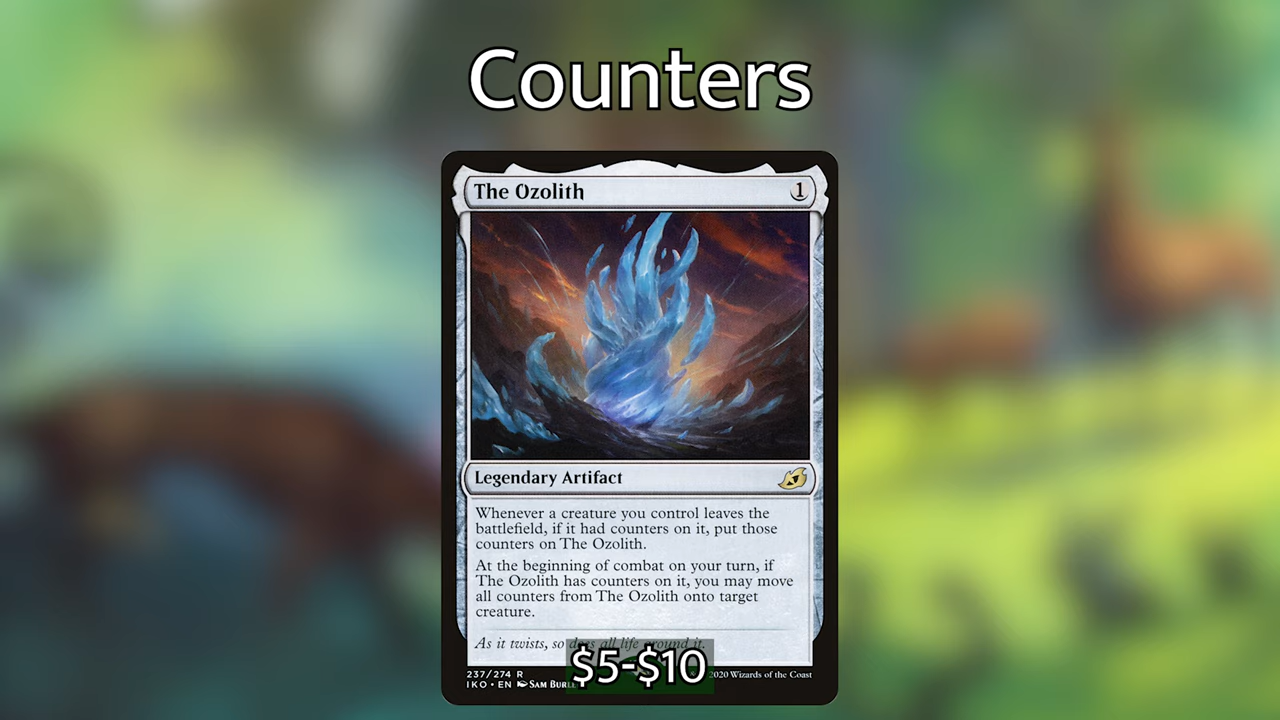 Counters
The Ozolith 1
Legendary Artifact
Whenever a creature you control leaves the
battlefield, if it had counters on it, put those
counters on The Ozolith.
At the beginning of combat on your turn, if
The Ozolith has counters on it, you may move
all counters from The Ozolith onto target
creature.
As it twists, so does all life around it.
$5-$10
237/274 R
IKO • EN SAM 2020 Wizards of the Coast